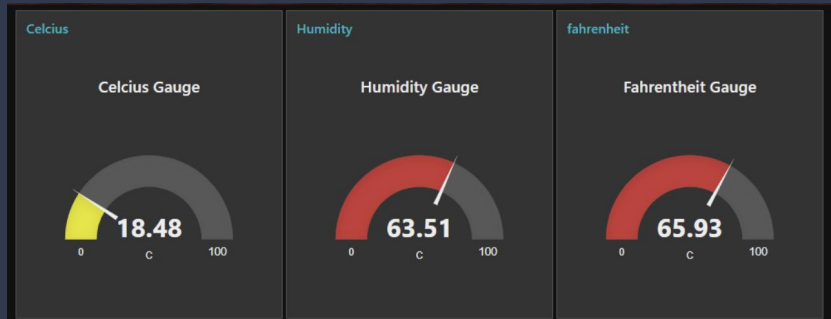 Celcius
Celcius Gauge
18.48
0
C
100
Humidity
Humidity Gauge
63.51
0
C
100
fahrenheit
Fahrentheit Gauge
65.93
0
C
100